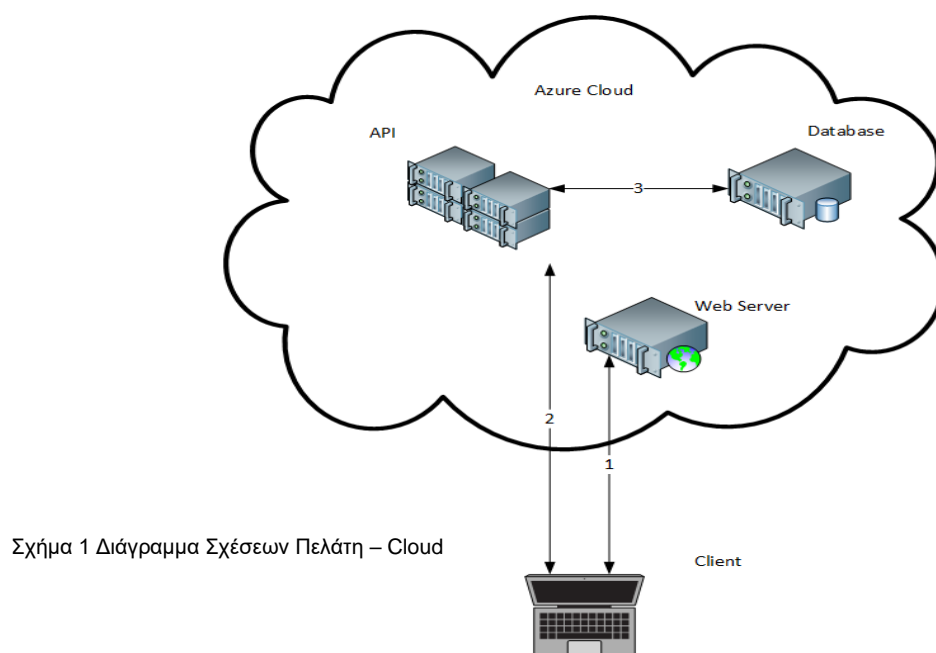 Azure Cloud
API
Database
3
Web Server
2
1
Σχήμα 1 Διάγραμμα Σχέσεων Πελάτη – Cloud
Client